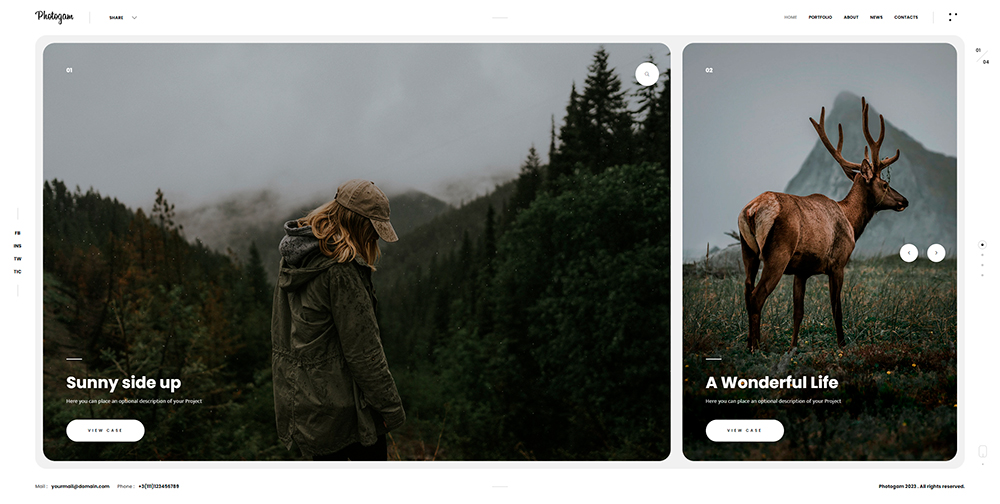 Photogam
SHARE
HOME PORTFOLIO ABOUT NEWS CONTACTS
01
04
01
Sunny side up
Here you can place an optional description of your Project
VIEW CASE
02
A Wonderful Life
Here you can place an optional description of your Project
VIEW CASE
FB
INS
TW
TIC
Mail : yourmail@domain.com Phone : +3(111)123456789
Photogam 2023 . All rights reserved.